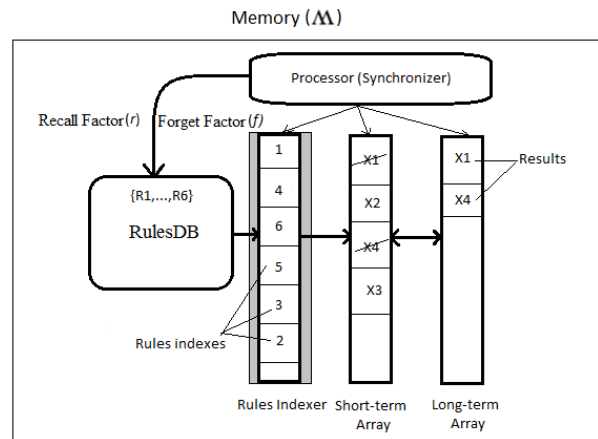 Memory (M)
Processor (Synchronizer)
Recall Factor(r)
Forget Factor(f)
{R1,...,R6}
RulesDB
1
4
6
5
3
2
X1
X2
X4
X3
X1
X4
Results
Rules indexes
Rules Indexer
Short-term
Array
Long-term
Array